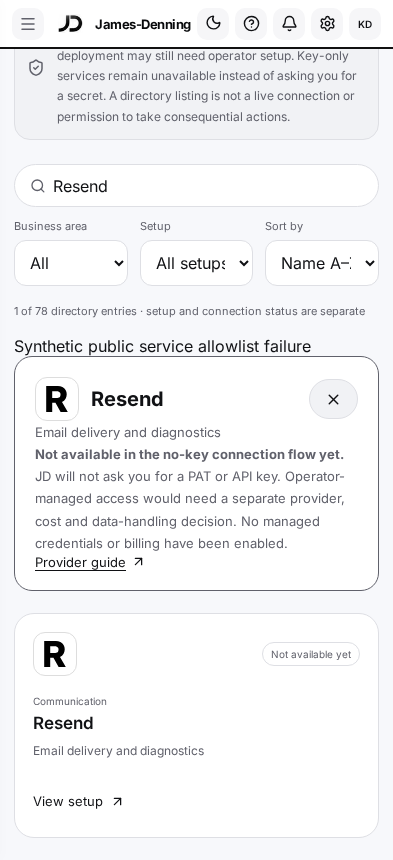 James-Denning
KD
deployment may still need operator setup. Key-only
services remain unavailable instead of asking you for
a secret. A directory listing is not a live connection or
permission to take consequential actions.
Resend
Business area
Setup
Sort by
All
All setups
Name A–Z
1 of 78 directory entries · setup and connection status are separate
Synthetic public service allowlist failure
R
Resend
Email delivery and diagnostics
Not available in the no-key connection flow yet.
JD will not ask you for a PAT or API key. Operator-
managed access would need a separate provider,
cost and data-handling decision. No managed
credentials or billing have been enabled.
Provider guide
R
Not available yet
Communication
Resend
Email delivery and diagnostics
View setup